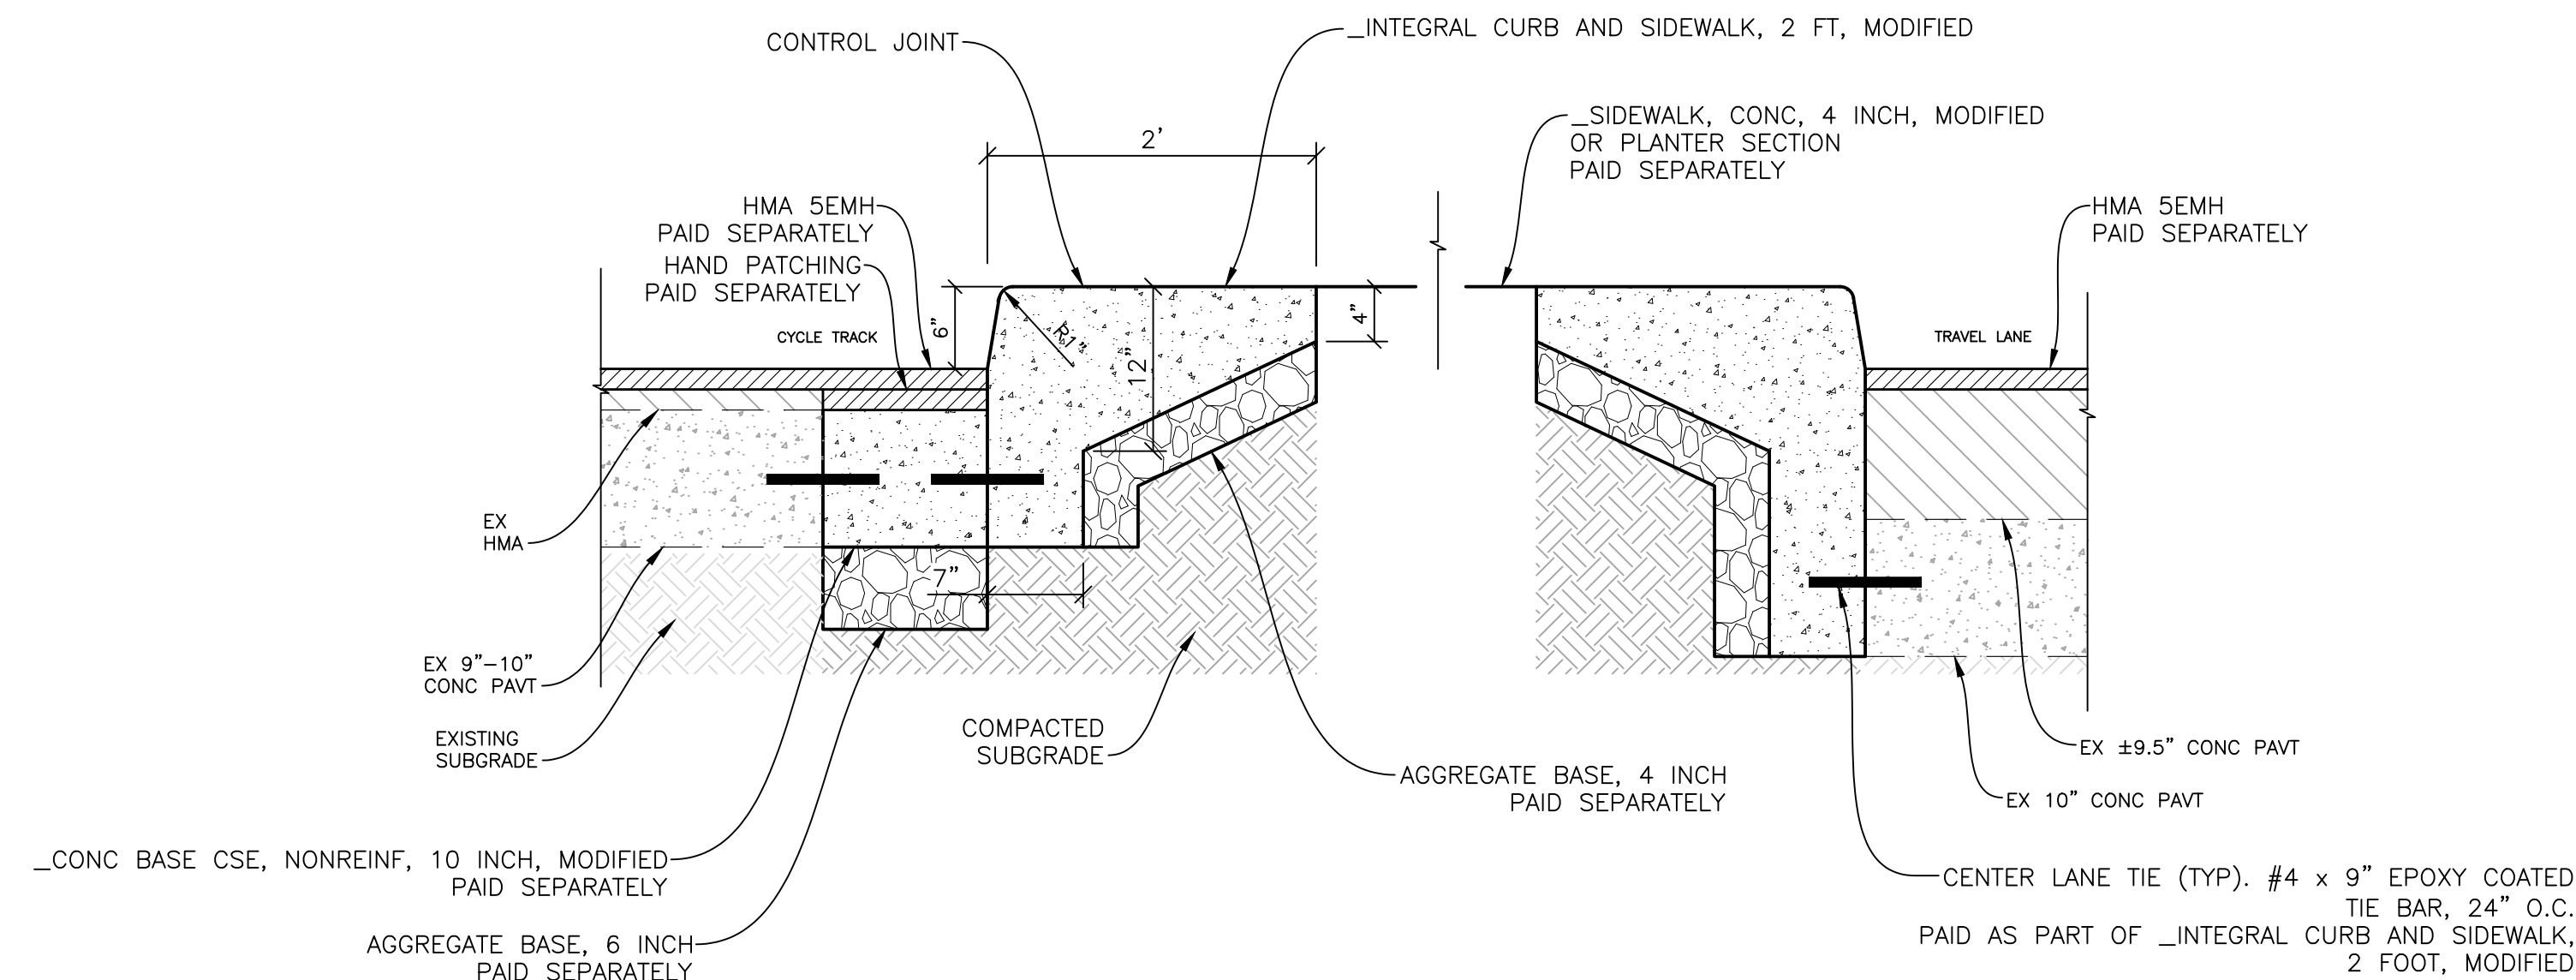 CONTROL JOINT
_INTEGRAL CURB AND SIDEWALK, 2 FT, MODIFIED
_SIDEWALK, CONC, 4 INCH, MODIFIED
OR PLANTER SECTION
PAID SEPARATELY
2'
HMA 5EMH
PAID SEPARATELY
HAND PATCHING
PAID SEPARATELY
HMA 5EMH
PAID SEPARATELY
CYCLE TRACK
6"
R1"
12"
4"
TRAVEL LANE
EX
HMA
7"
EX 9"-10"
CONC PAVT
EXISTING
SUBGRADE
COMPACTED
SUBGRADE
AGGREGATE BASE, 4 INCH
PAID SEPARATELY
EX ±9.5" CONC PAVT
EX 10" CONC PAVT
_CONC BASE CSE, NONREINF, 10 INCH, MODIFIED
PAID SEPARATELY
AGGREGATE BASE, 6 INCH
PAID SEPARATELY
CENTER LANE TIE (TYP). #4 x 9" EPOXY COATED
TIE BAR, 24" O.C.
PAID AS PART OF _INTEGRAL CURB AND SIDEWALK,
2 FOOT, MODIFIED